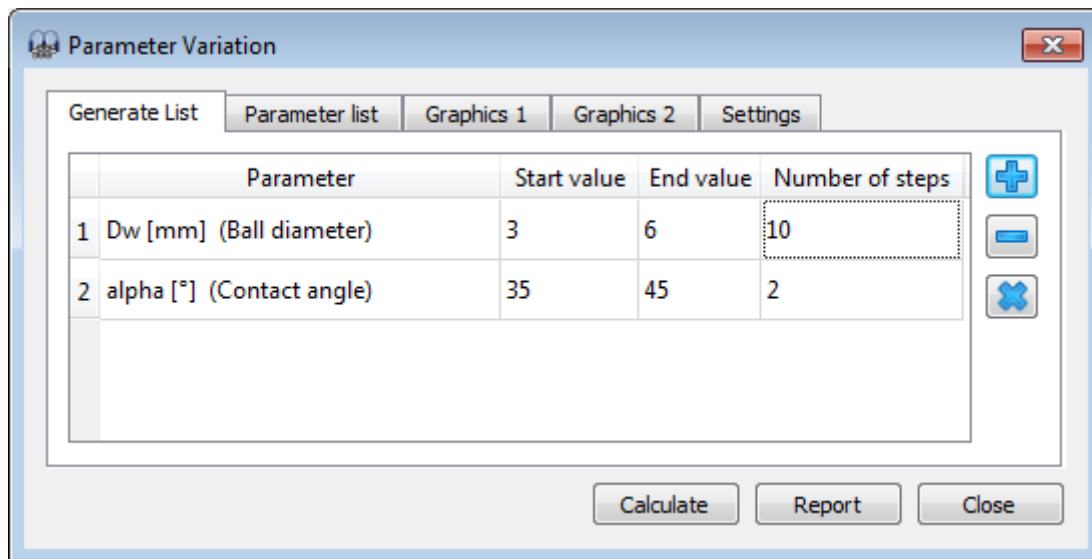 Parameter Variation
Generate List Parameter list Graphics 1 Graphics 2 Settings
Parameter Start value End value Number of steps
1 Dw [mm] (Ball diameter) 3 6 10
2 alpha [°] (Contact angle) 35 45 2
Calculate Report Close